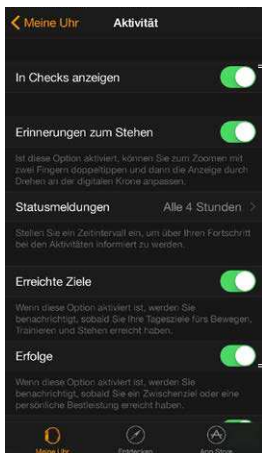 Meine Uhr
Aktivität
In Checks anzeigen
Erinnerungen zum Stehen
Ist diese Option aktiviert, können Sie zum Zoomen mit
zwei Fingern doppeltippen und dann die Anzeige durch
Drehen an der digitalen Krone anpassen.
Statusmeldungen Alle 4 Stunden
Stellen Sie ein Zeitintervall ein, um über Ihren Fortschritt
bei den Aktivitäten informiert zu werden.
Erreichte Ziele
Wenn diese Option aktiviert ist, werden Sie
benachrichtigt, sobald Sie Ihre Tagesziele fürs Bewegen,
Trainieren und Stehen erreicht haben.
Erfolge
Wenn diese Option aktiviert ist, werden Sie
benachrichtigt, sobald Sie ein Zwischenziel oder eine
persönliche Bestleistung erreicht haben.
Meine Uhr Entdecken App Store